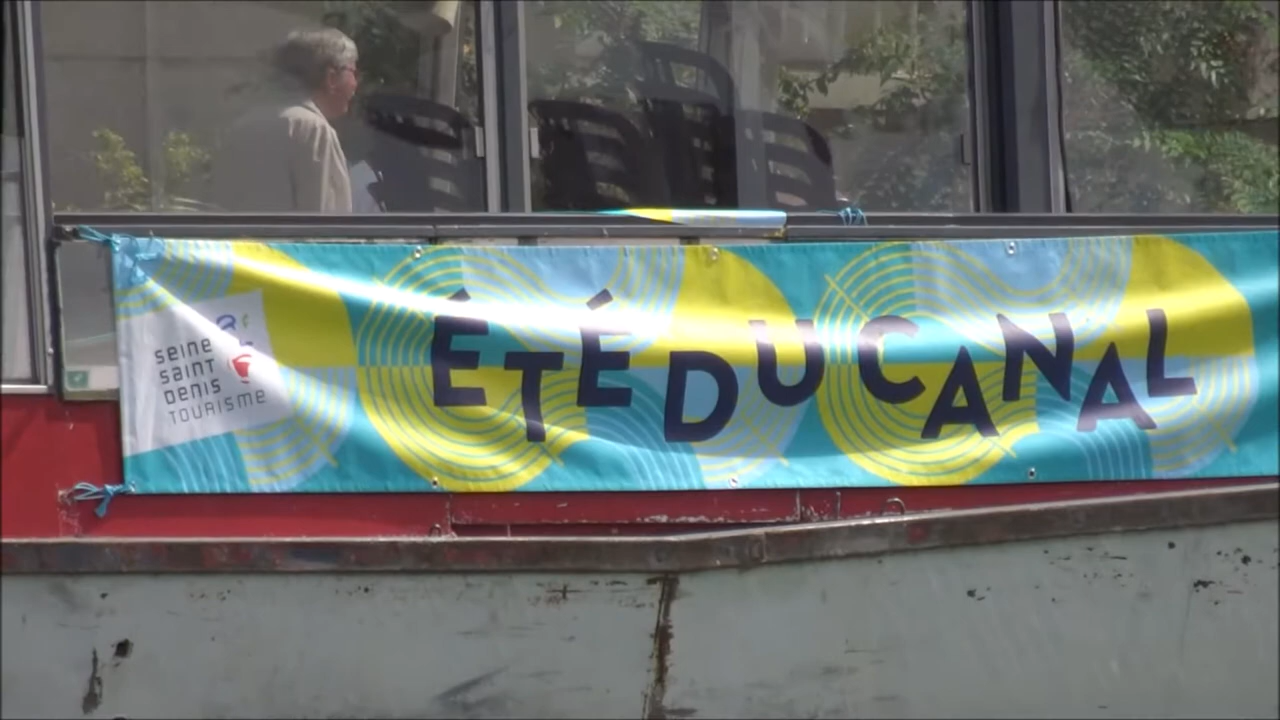 SEINE
SAINT
DENIS
TOURISME
ÉTÉ DU CANAL